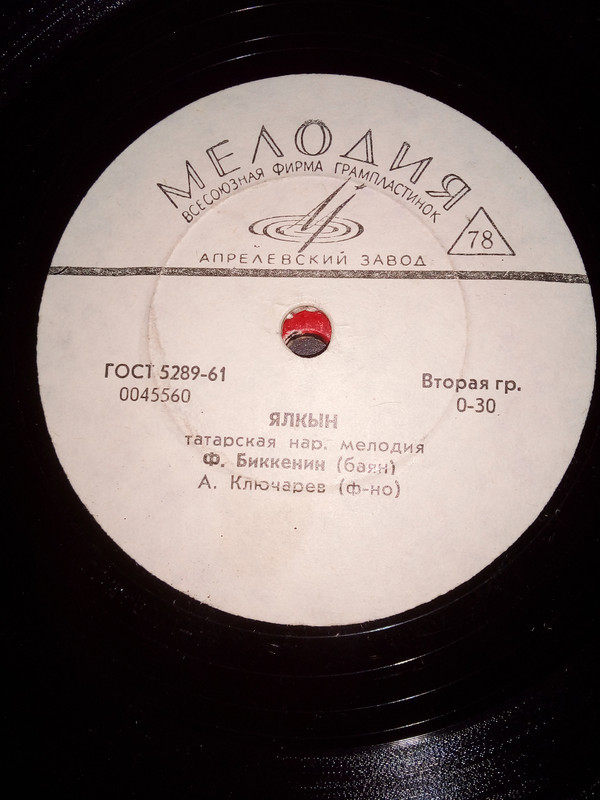 МЕЛОДИЯ
ВСЕСОЮЗНАЯ ФИРМА ГРАМПЛАСТИНОК
78
АПРЕЛЕВСКИЙ ЗАВОД
ГОСТ 5289-61
0045560
Вторая гр.
0-30
ЯЛКЫН
татарская нар. мелодия
Ф. Биккенин (баян)
А. Ключарев (ф-но)